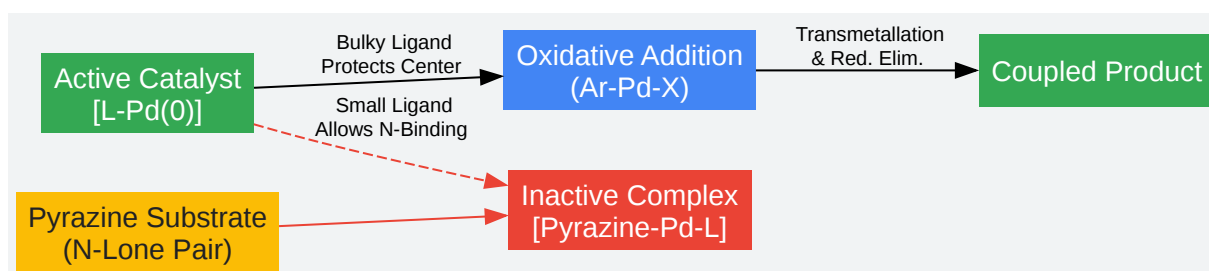 Active Catalyst
[L-Pd(0)]
Bulky Ligand
Protects Center
Oxidative Addition
(Ar-Pd-X)
Transmetallation
& Red. Elim.
Coupled Product
Small Ligand
Allows N-Binding
Pyrazine Substrate
(N-Lone Pair)
Inactive Complex
[Pyrazine-Pd-L]